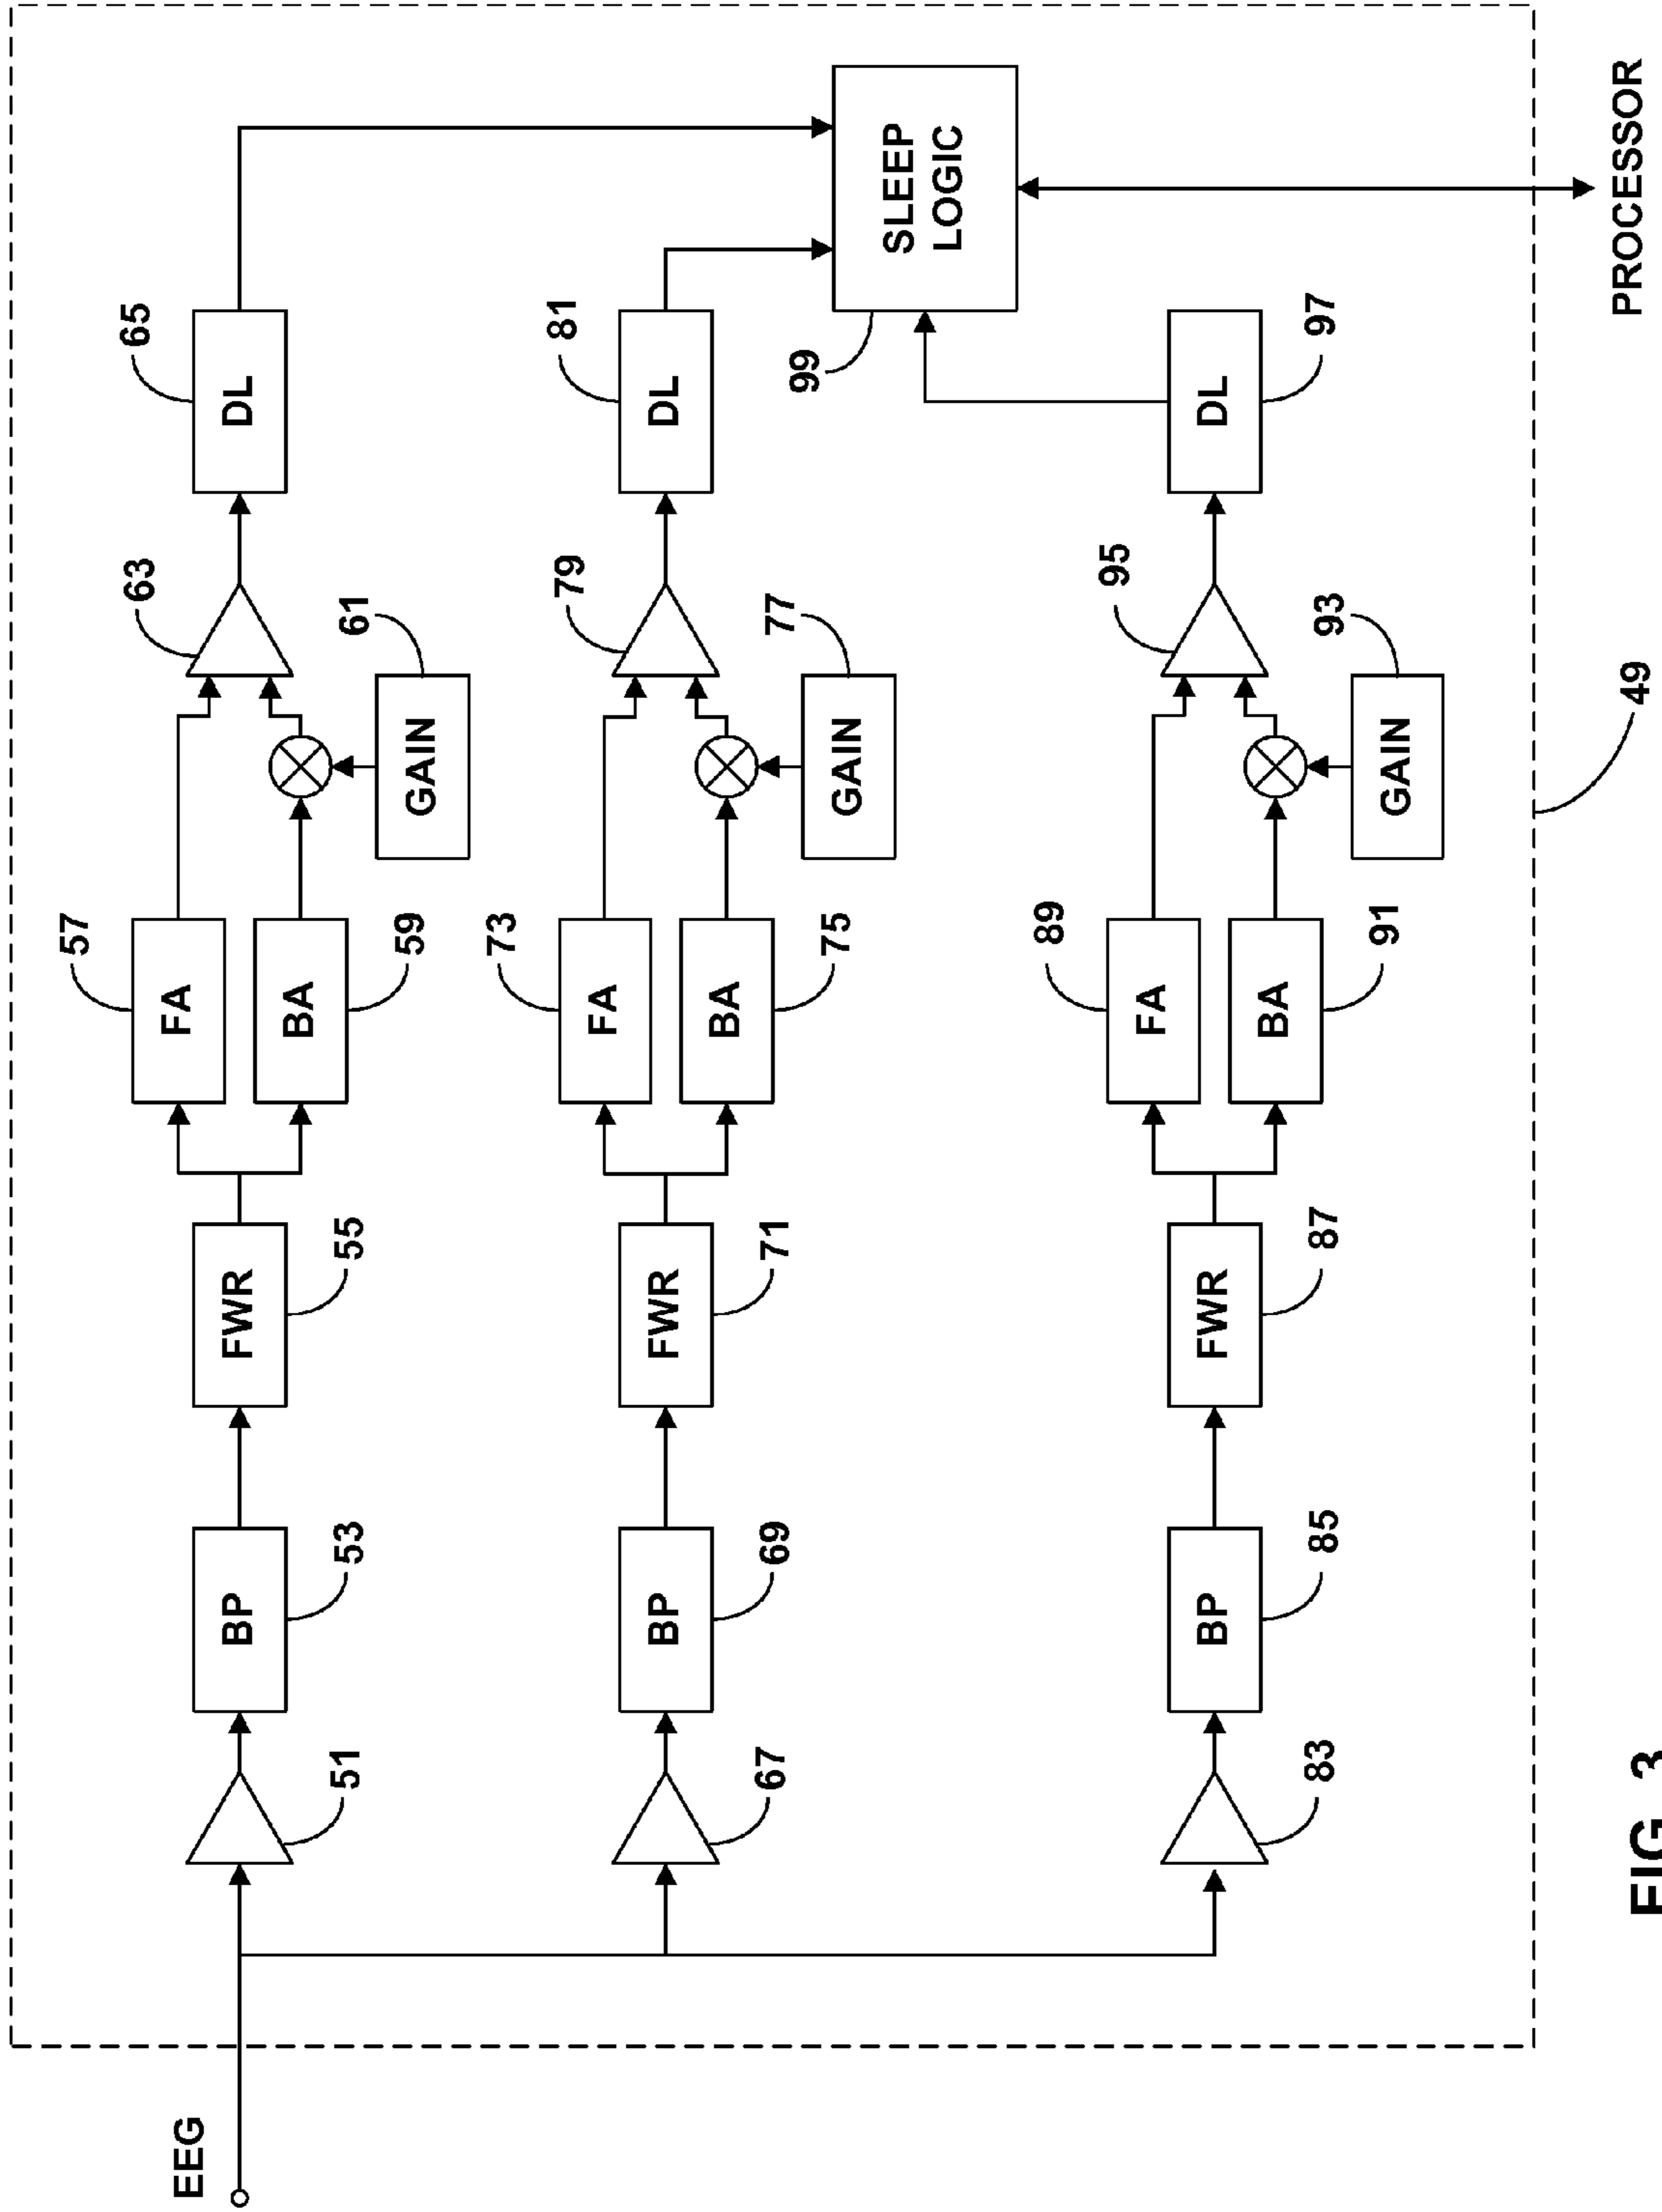 EEG
51
BP
53
FWR
55
FA
57
BA
59
GAIN
61
63
DL
65
67
BP
69
FWR
71
FA
73
BA
75
GAIN
77
79
DL
81
83
BP
85
FWR
87
FA
89
BA
91
GAIN
93
95
DL
97
SLEEP
LOGIC
99
PROCESSOR
49
FIG. 3